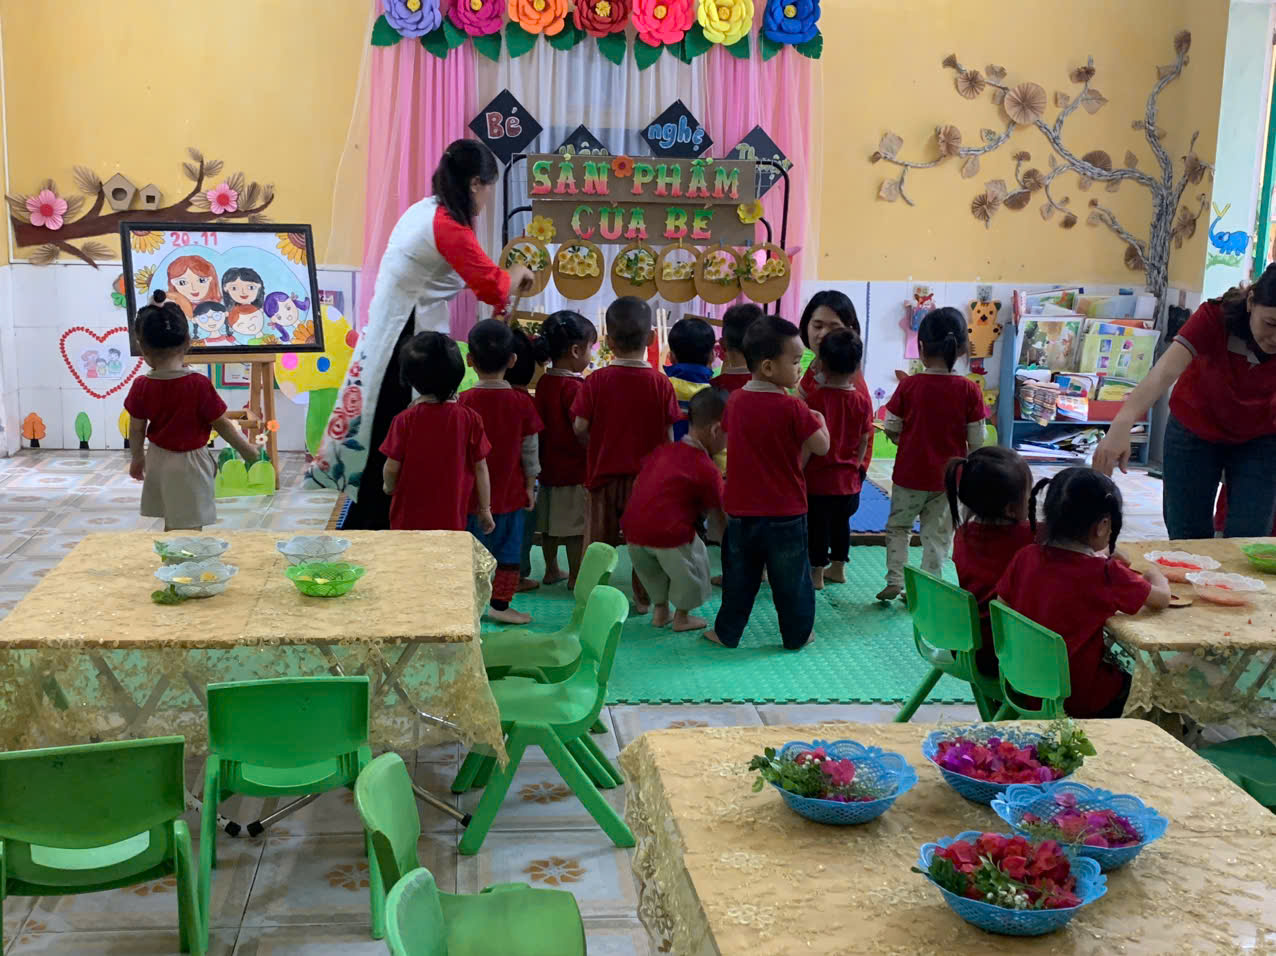 Bé
nghệ
SẢN PHẨM
CỦA BÉ
20.11